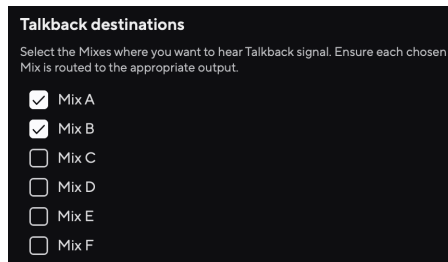 Talkback destinations
Select the Mixes where you want to hear Talkback signal. Ensure each chosen
Mix is routed to the appropriate output.
Mix A
Mix B
Mix C
Mix D
Mix E
Mix F